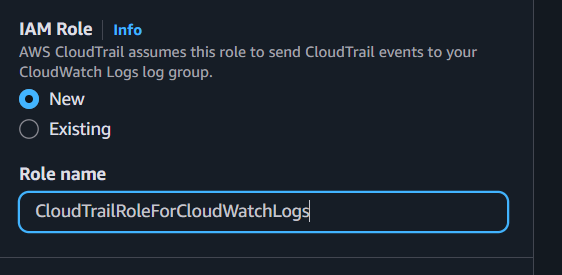 IAM Role Info
AWS CloudTrail assumes this role to send CloudTrail events to your
CloudWatch Logs log group.
New
Existing
Role name
CloudTrailRoleForCloudWatchLogs